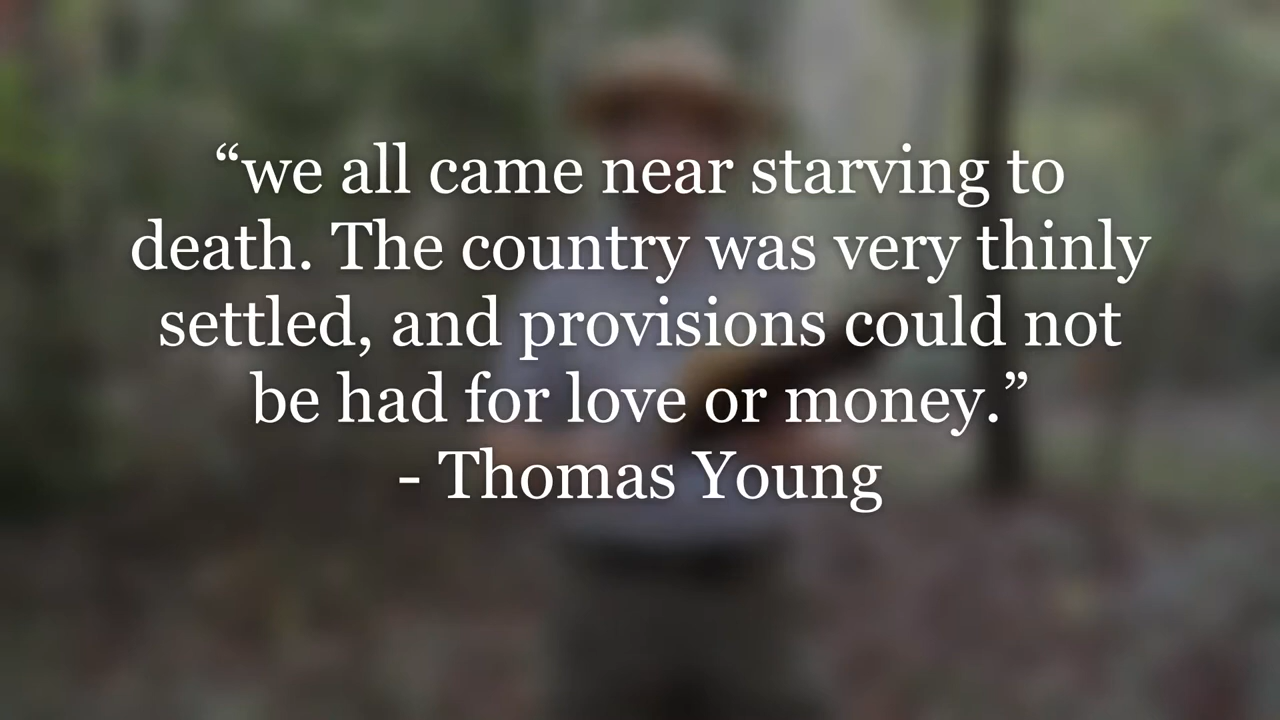 “we all came near starving to
death. The country was very thinly
settled, and provisions could not
be had for love or money.”
- Thomas Young